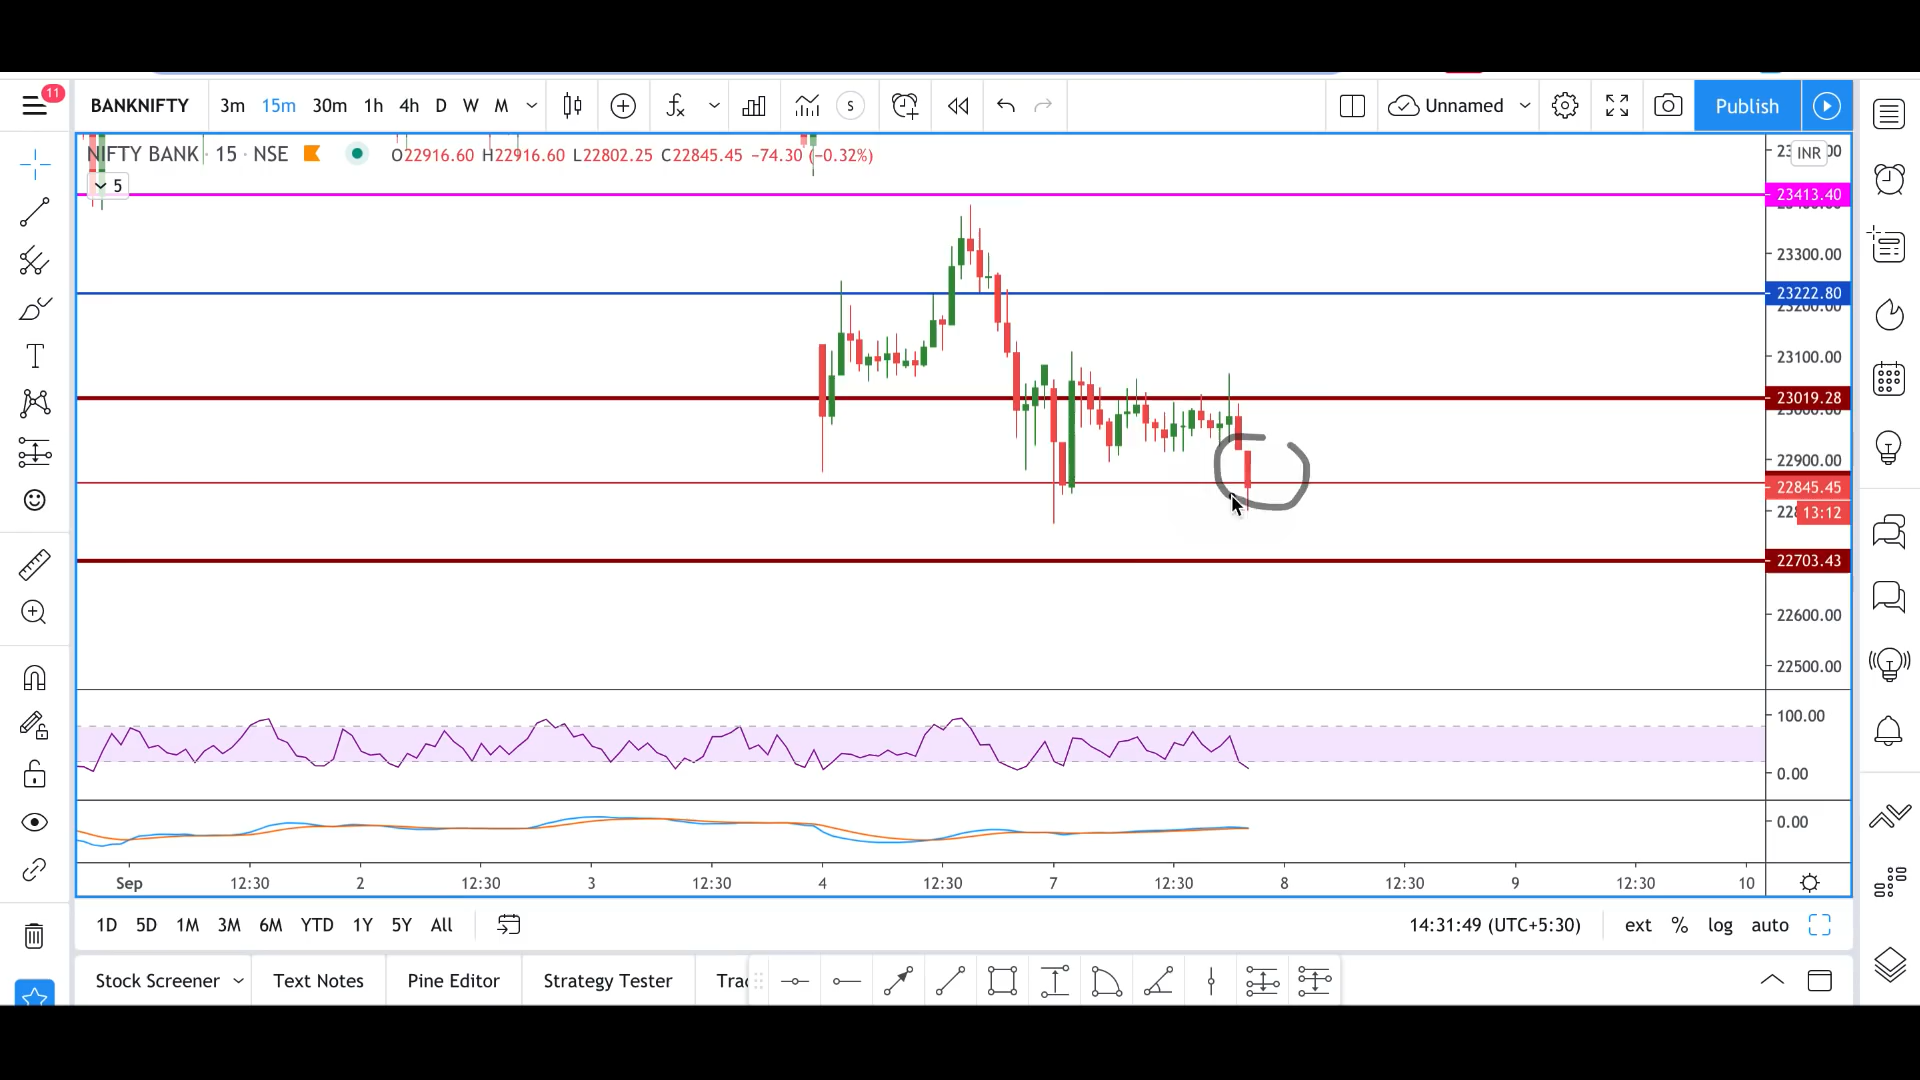 11
BANKNIFTY 3m 15m 30m 1h 4h D W M S Unnamed Publish
NIFTY BANK · 15 · NSE O22916.60 H22916.60 L22802.25 C22845.45 −74.30 (−0.32%)
INR
5
23413.40
23300.00
23222.80
23100.00
23019.28
22900.00
22845.45
13:12
22703.43
22600.00
22500.00
100.00
0.00
0.00
Sep 12:30 2 12:30 3 12:30 4 12:30 7 12:30 8 12:30 9 12:30 10
1D 5D 1M 3M 6M YTD 1Y 5Y All 14:31:49 (UTC+5:30) ext % log auto
Stock Screener Text Notes Pine Editor Strategy Tester